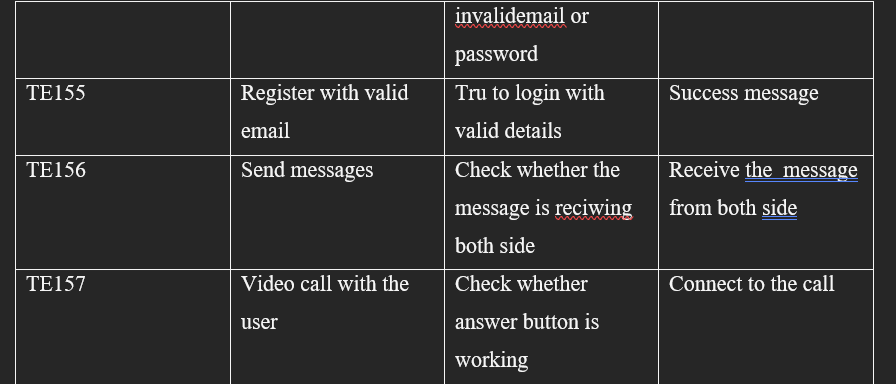 invalidemail or
password
TE155
Register with valid
email
Tru to login with
valid details
Success message
TE156
Send messages
Check whether the
message is reciwing
both side
Receive the  message
from both side
TE157
Video call with the
user
Check whether
answer button is
working
Connect to the call